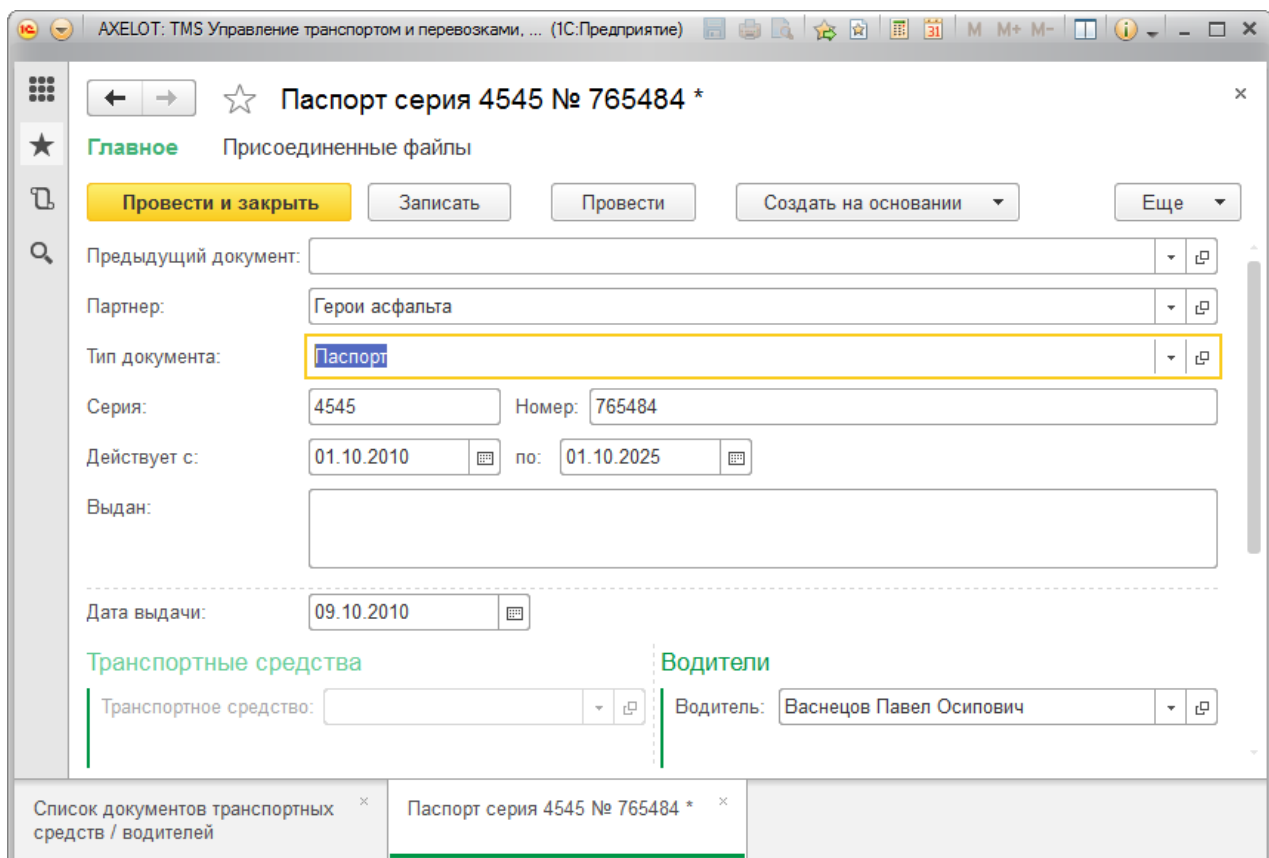 1С AXELOT: TMS Управление транспортом и перевозками, ... (1С:Предприятие) 31 M M+ M-
Паспорт серия 4545 № 765484 *
Главное Присоединенные файлы
Провести и закрыть Записать Провести Создать на основании Еще
Предыдущий документ:
Партнер: Герои асфальта
Тип документа: Паспорт
Серия: 4545 Номер: 765484
Действует с: 01.10.2010 по: 01.10.2025
Выдан:
Дата выдачи: 09.10.2010
Транспортные средства Водители
Транспортное средство: Водитель: Васнецов Павел Осипович
Список документов транспортных
средств / водителей
Паспорт серия 4545 № 765484 *